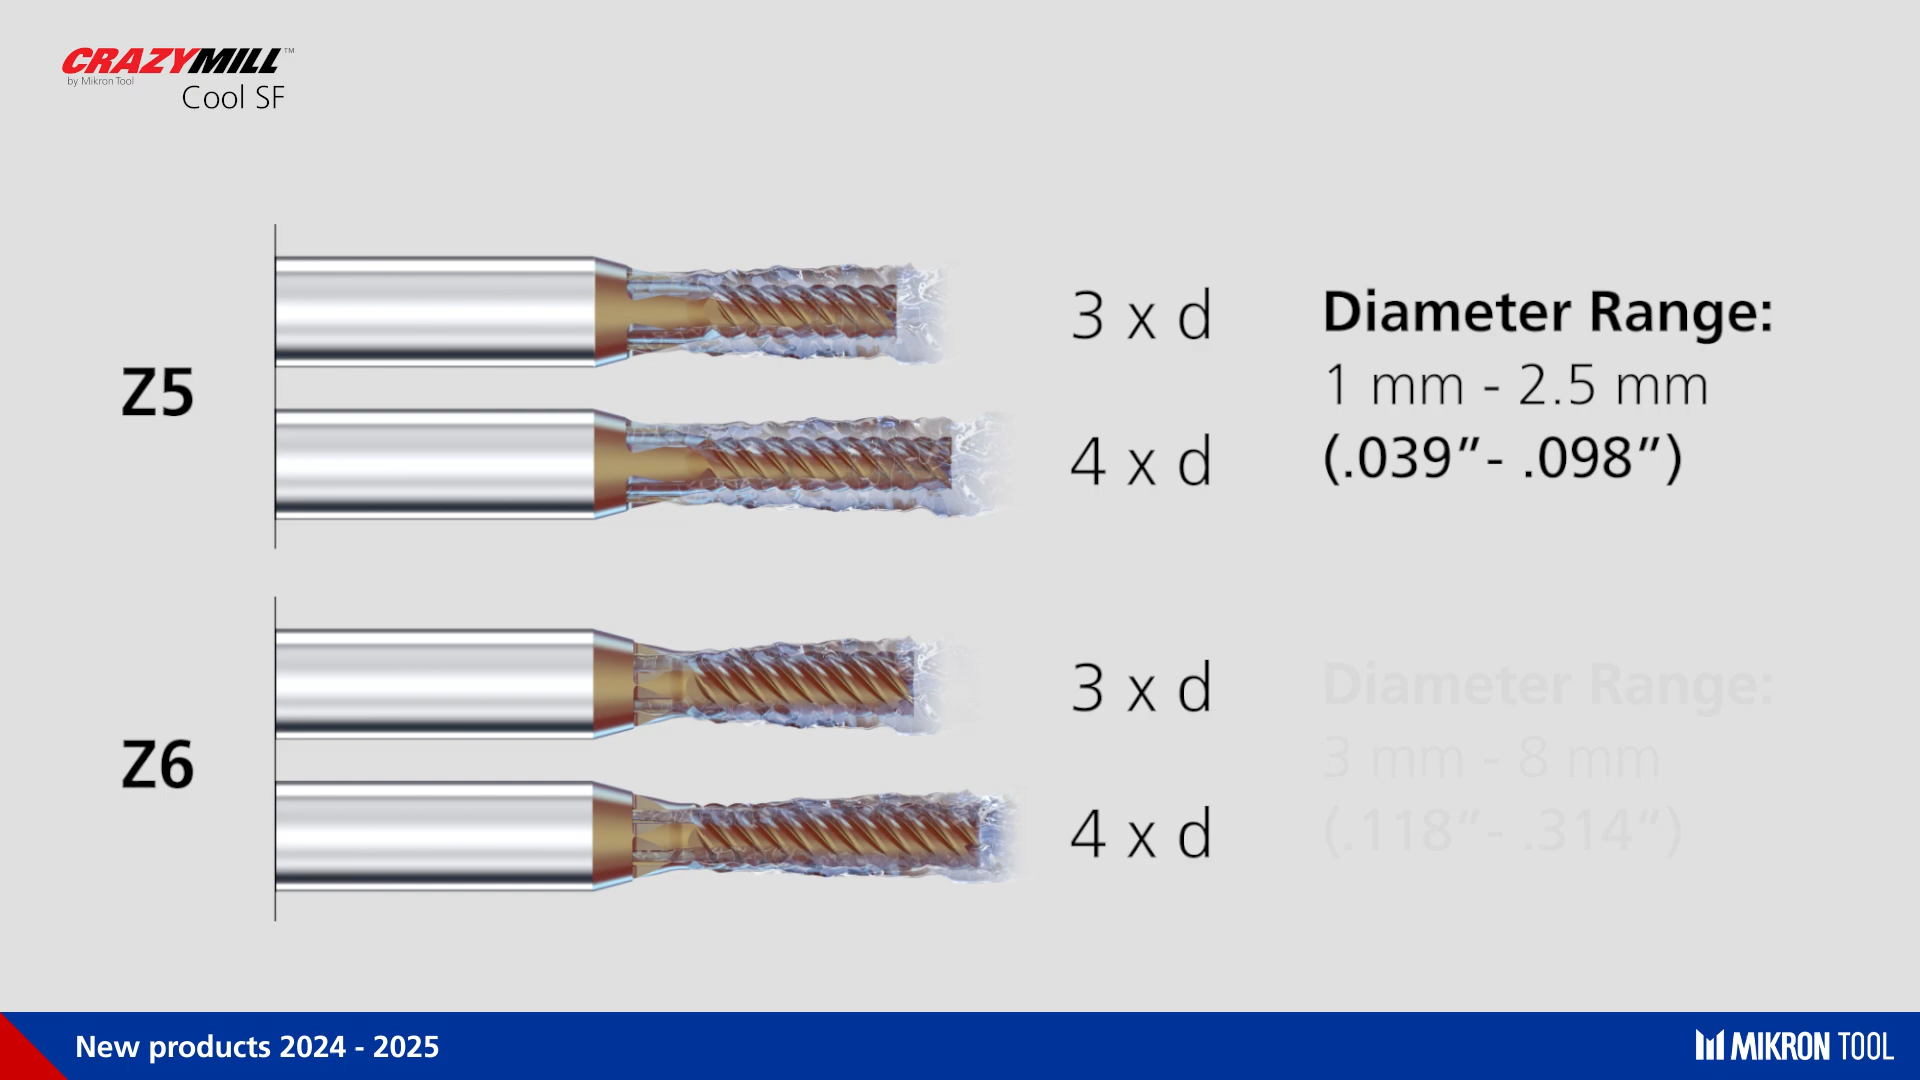 CRAZYMILL™
by Mikron Tool
Cool SF
Z5
3 x d
4 x d
Diameter Range:
1 mm - 2.5 mm
(.039”- .098”)
Z6
3 x d
4 x d
Diameter Range:
3 mm - 8 mm
(.118”- .314”)
New products 2024 - 2025
MIKRON TOOL